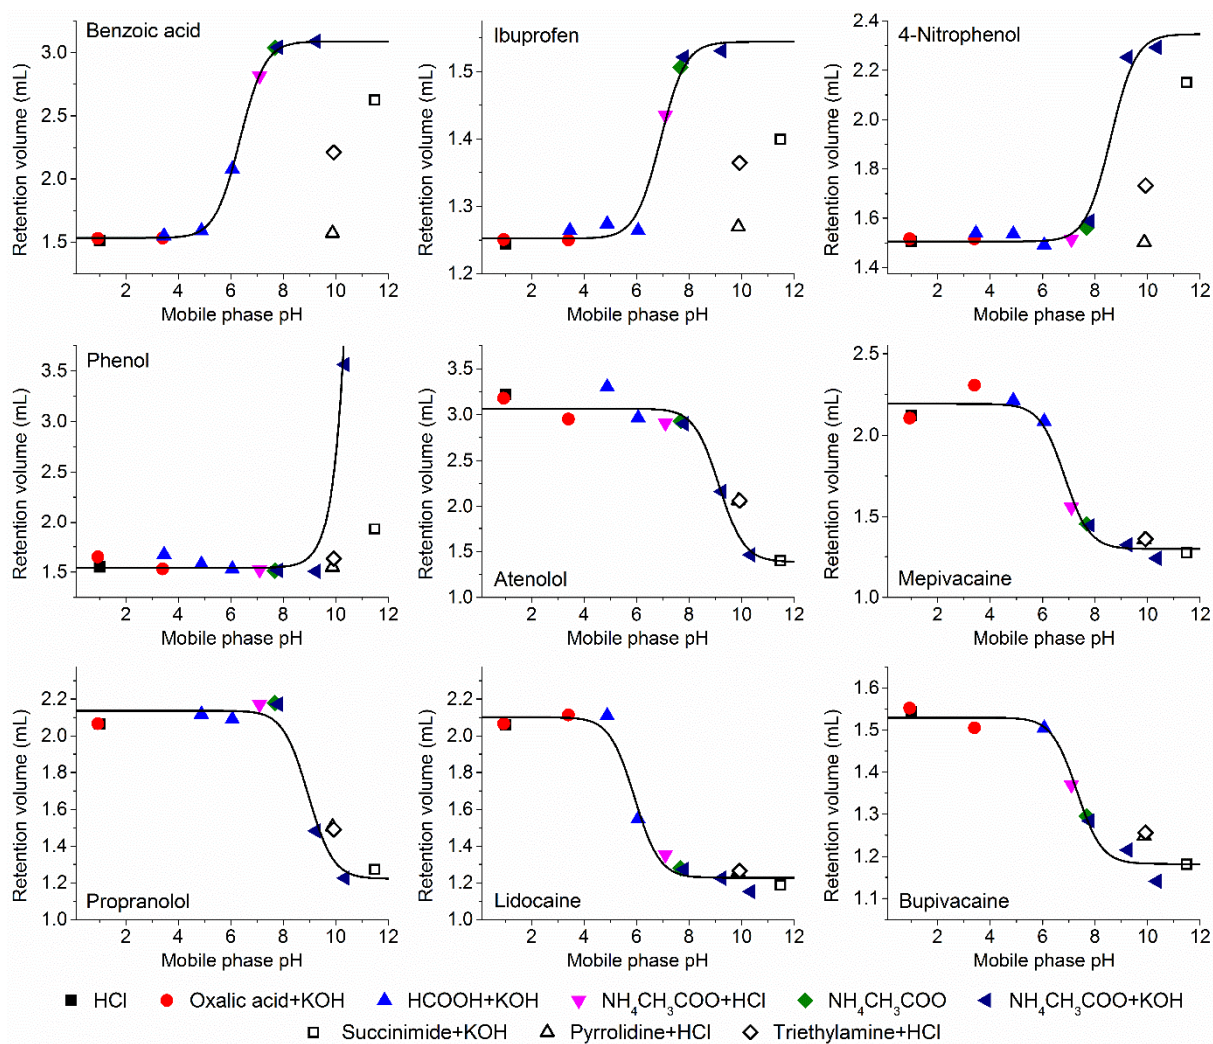 Benzoic acid
Retention volume (mL)
3.0
2.5
2.0
1.5
2 4 6 8 10 12
Mobile phase pH
Ibuprofen
Retention volume (mL)
1.5
1.4
1.3
1.2
2 4 6 8 10 12
Mobile phase pH
4-Nitrophenol
Retention volume (mL)
2.4
2.2
2.0
1.8
1.6
1.4
2 4 6 8 10 12
Mobile phase pH
Phenol
Retention volume (mL)
3.5
3.0
2.5
2.0
1.5
2 4 6 8 10 12
Mobile phase pH
Atenolol
Retention volume (mL)
3.5
3.0
2.5
2.0
1.5
1.0
2 4 6 8 10 12
Mobile phase pH
Mepivacaine
Retention volume (mL)
2.5
2.0
1.5
1.0
2 4 6 8 10 12
Mobile phase pH
Propranolol
Retention volume (mL)
2.2
2.0
1.8
1.6
1.4
1.2
1.0
2 4 6 8 10 12
Mobile phase pH
Lidocaine
Retention volume (mL)
2.2
2.0
1.8
1.6
1.4
1.2
1.0
2 4 6 8 10 12
Mobile phase pH
Bupivacaine
Retention volume (mL)
1.6
1.5
1.4
1.3
1.2
1.1
2 4 6 8 10 12
Mobile phase pH
HCl Oxalic acid+KOH HCOOH+KOH NH₄CH₃COO+HCl NH₄CH₃COO NH₄CH₃COO+KOH
Succinimide+KOH Pyrrolidine+HCl Triethylamine+HCl